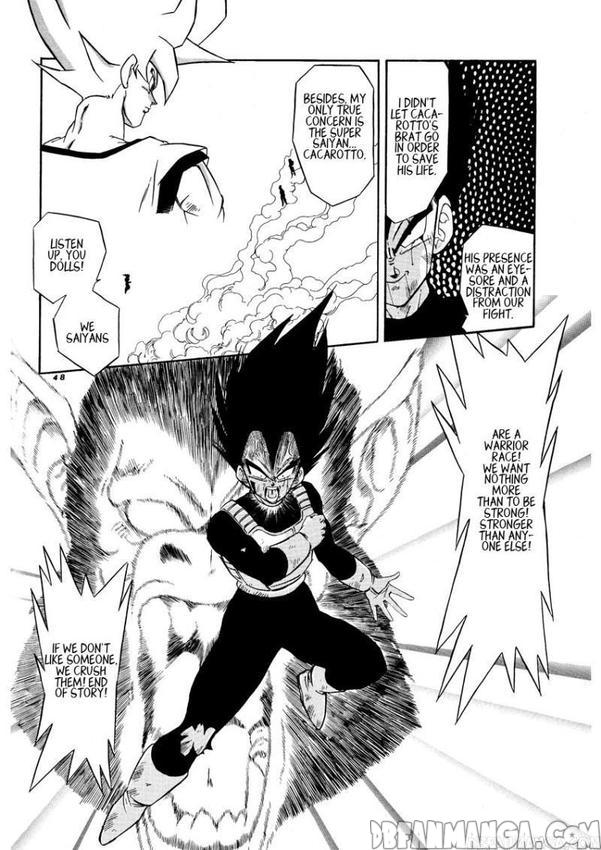 I DIDN'T
LET CACA-
ROTTO'S
BRAT GO
IN ORDER
TO SAVE
HIS LIFE.
HIS PRESENCE
WAS AN EYE-
SORE AND A
DISTRACTION
FROM OUR
FIGHT.
BESIDES, MY
ONLY TRUE
CONCERN IS
THE SUPER
SAIYAN...
CACAROTTO.
LISTEN
UP, YOU
DOLLS!
WE
SAIYANS
48
ARE A
WARRIOR
RACE!
WE WANT
NOTHING
MORE
THAN TO BE
STRONG!
STRONGER
THAN ANY-
ONE ELSE!
IF WE DON'T
LIKE SOMEONE,
WE CRUSH
THEM! END
OF STORY!
DBFANMANGA.COM